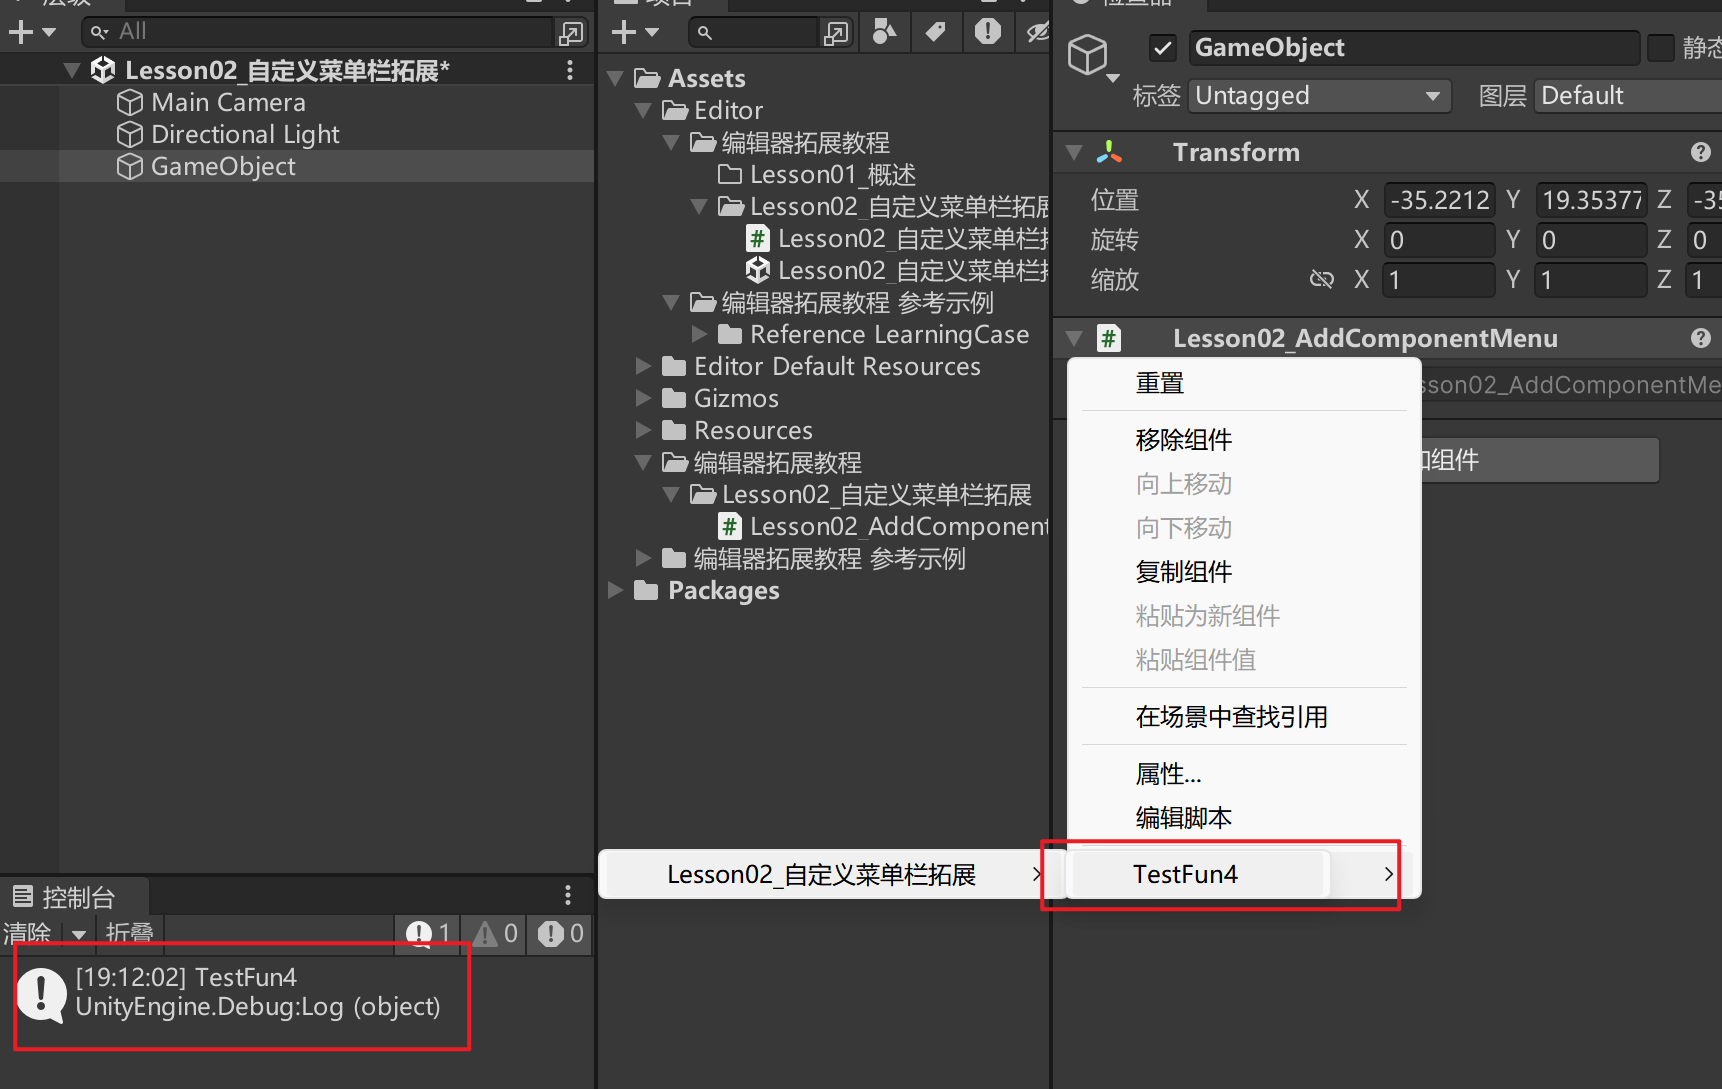 All
Lesson02_自定义菜单栏拓展*
Main Camera
Directional Light
GameObject
Assets
Editor
编辑器拓展教程
Lesson01_概述
Lesson02_自定义菜单栏拓展
Lesson02_自定义菜单栏
Lesson02_自定义菜单栏
编辑器拓展教程 参考示例
Reference LearningCase
Editor Default Resources
Gizmos
Resources
编辑器拓展教程
Lesson02_自定义菜单栏拓展
Lesson02_AddComponent
编辑器拓展教程 参考示例
Packages
GameObject
静态
标签 Untagged 图层 Default
Transform
位置 X -35.2212 Y 19.35377 Z -35
旋转 X 0 Y 0 Z 0
缩放 X 1 Y 1 Z 1
# Lesson02_AddComponentMenu
sson02_AddComponentMe
组件
重置
移除组件
向上移动
向下移动
复制组件
粘贴为新组件
粘贴组件值
在场景中查找引用
属性...
编辑脚本
Lesson02_自定义菜单栏拓展 >
TestFun4 >
控制台
清除 折叠 1 0 0
[19:12:02] TestFun4
UnityEngine.Debug:Log (object)